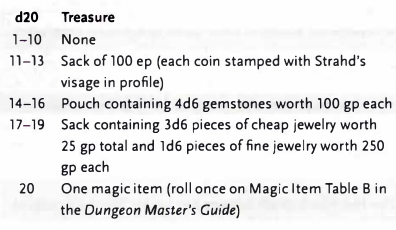 d20 Treasure
1–10 None
11–13 Sack of 100 ep (each coin stamped with Strahd's
visage in profile)
14–16 Pouch containing 4d6 gemstones worth 100 gp each
17–19 Sack containing 3d6 pieces of cheap jewelry worth
25 gp total and 1d6 pieces of fine jewelry worth 250
gp each
20 One magic item (roll once on Magic Item Table B in
the Dungeon Master's Guide)